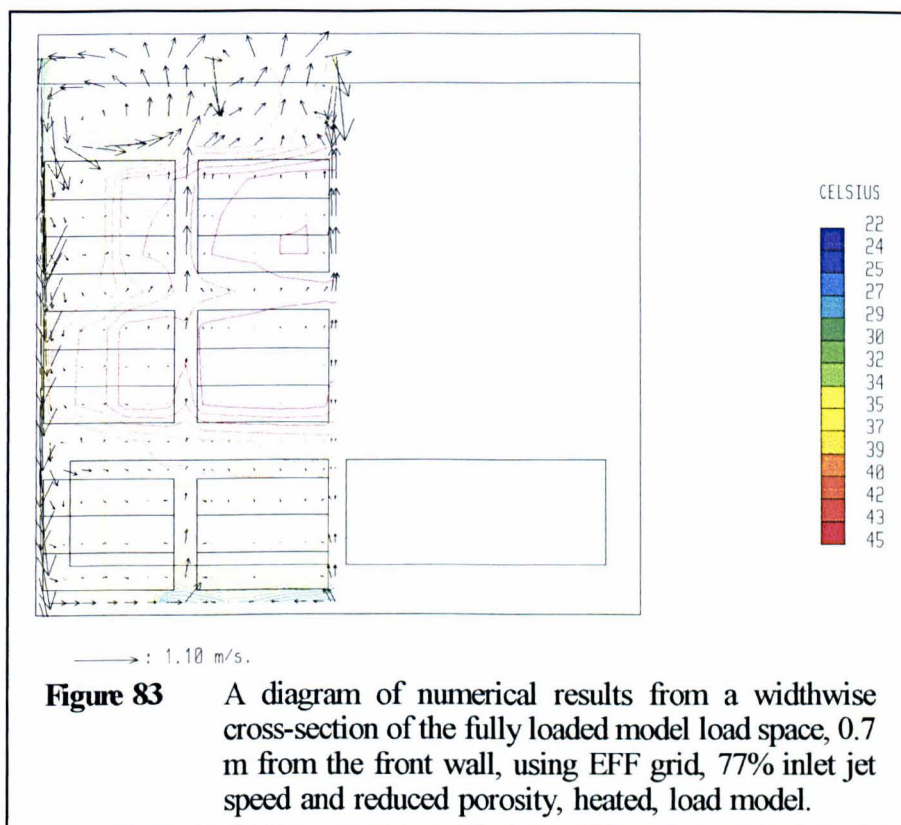 CELSIUS
22
24
25
27
29
30
32
34
35
37
39
40
42
43
45
: 1.10 m/s.
Figure 83 A diagram of numerical results from a widthwise
cross-section of the fully loaded model load space, 0.7
m from the front wall, using EFF grid, 77% inlet jet
speed and reduced porosity, heated, load model.